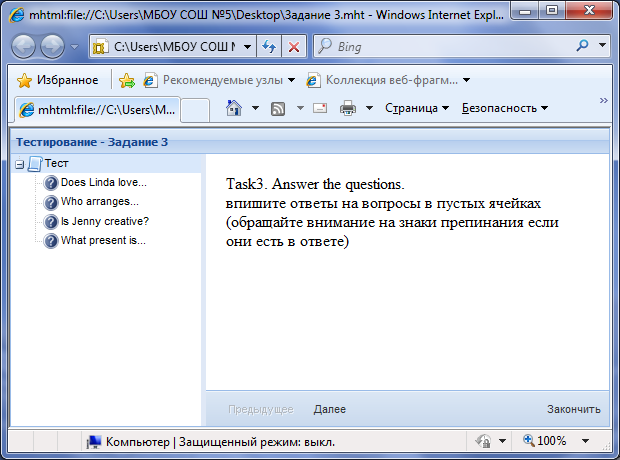 mhtml:file://C:\Users\МБОУ СОШ №5\Desktop\Задание 3.mht - Windows Internet Expl...
C:\Users\МБОУ СОШ №
Bing
Избранное
Рекомендуемые узлы
Коллекция веб-фрагм...
mhtml:file://C:\Users\М...
Страница
Безопасность
»
Тестирование - Задание 3
Тест
Does Linda love...
Who arranges...
Is Jenny creative?
What present is...
Task3. Answer the questions.
впишите ответы на вопросы в пустых ячейках
(обращайте внимание на знаки препинания если
они есть в ответе)
Предыдущее
Далее
Закончить
Компьютер | Защищенный режим: выкл.
100%